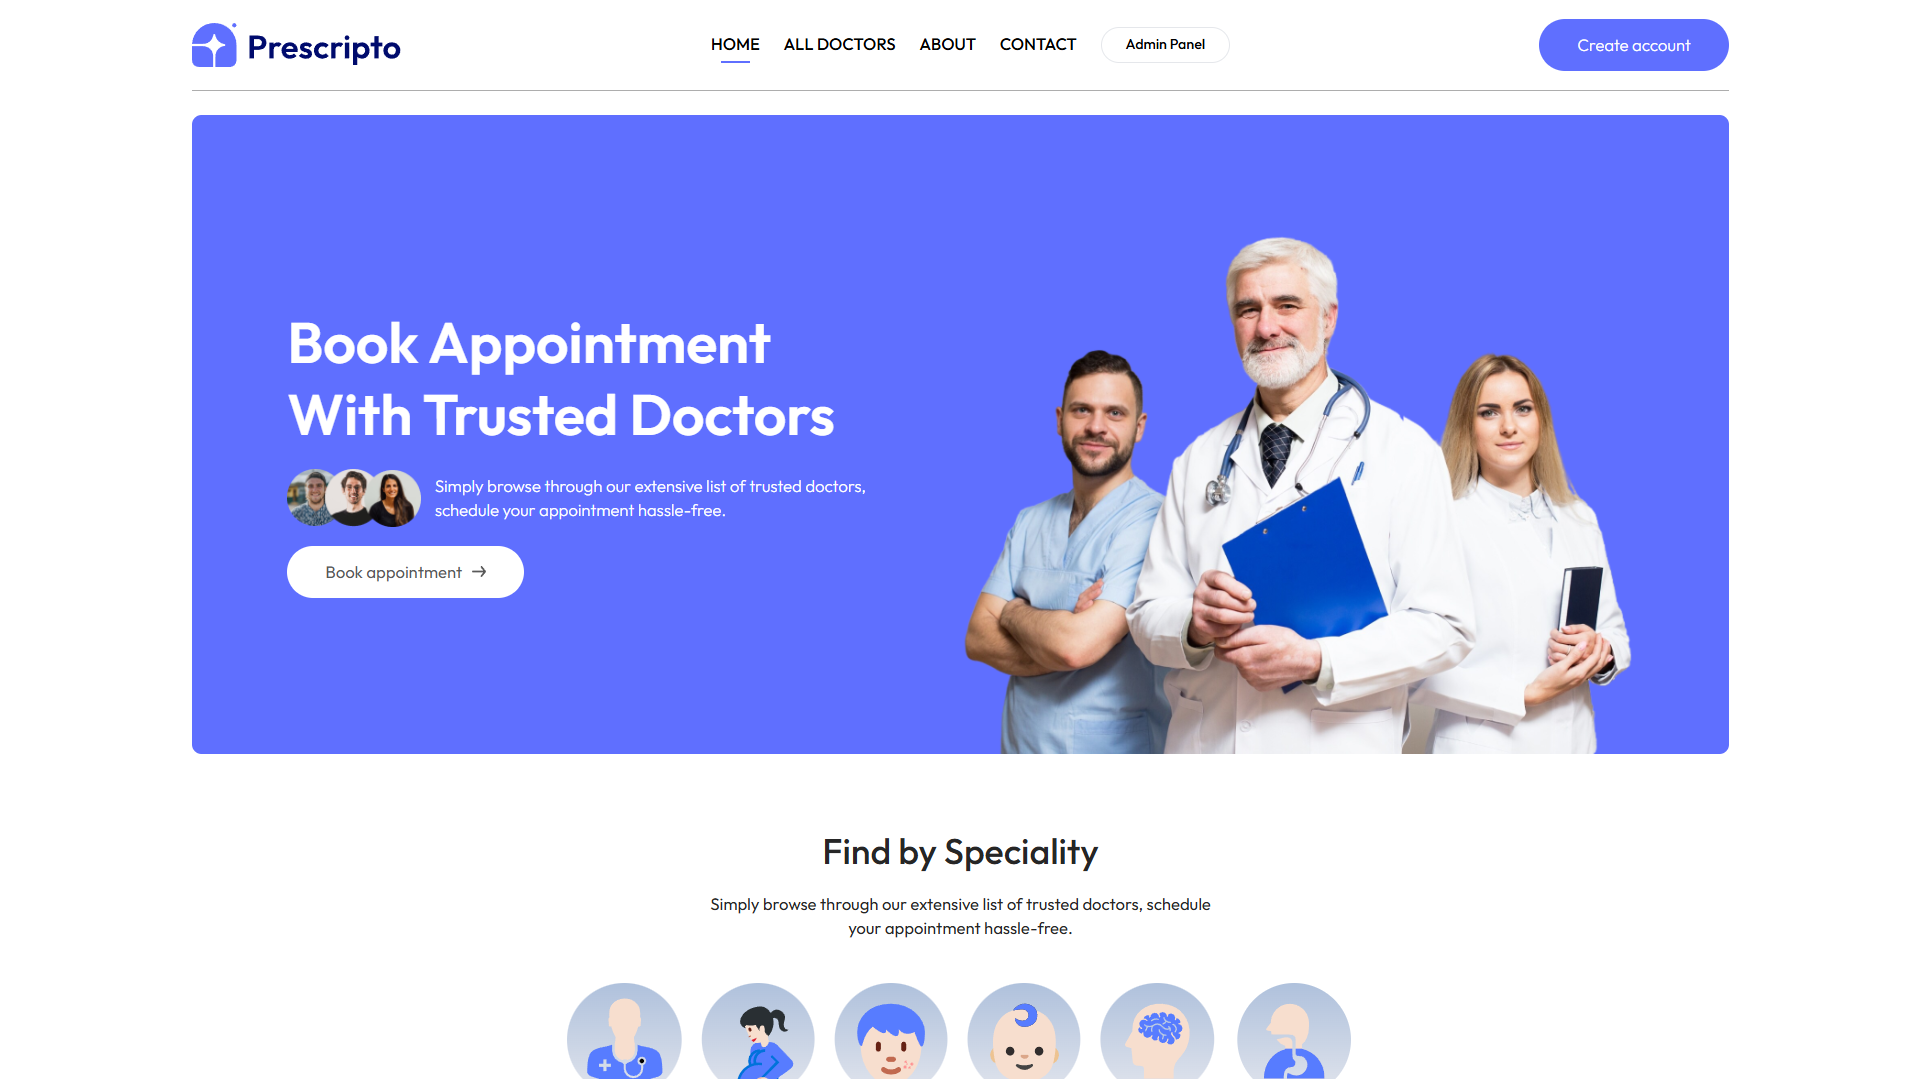 Prescripto
HOME
ALL DOCTORS
ABOUT
CONTACT
Admin Panel
Create account
Book Appointment
With Trusted Doctors
Simply browse through our extensive list of trusted doctors,
schedule your appointment hassle-free.
Book appointment
Find by Speciality
Simply browse through our extensive list of trusted doctors, schedule
your appointment hassle-free.